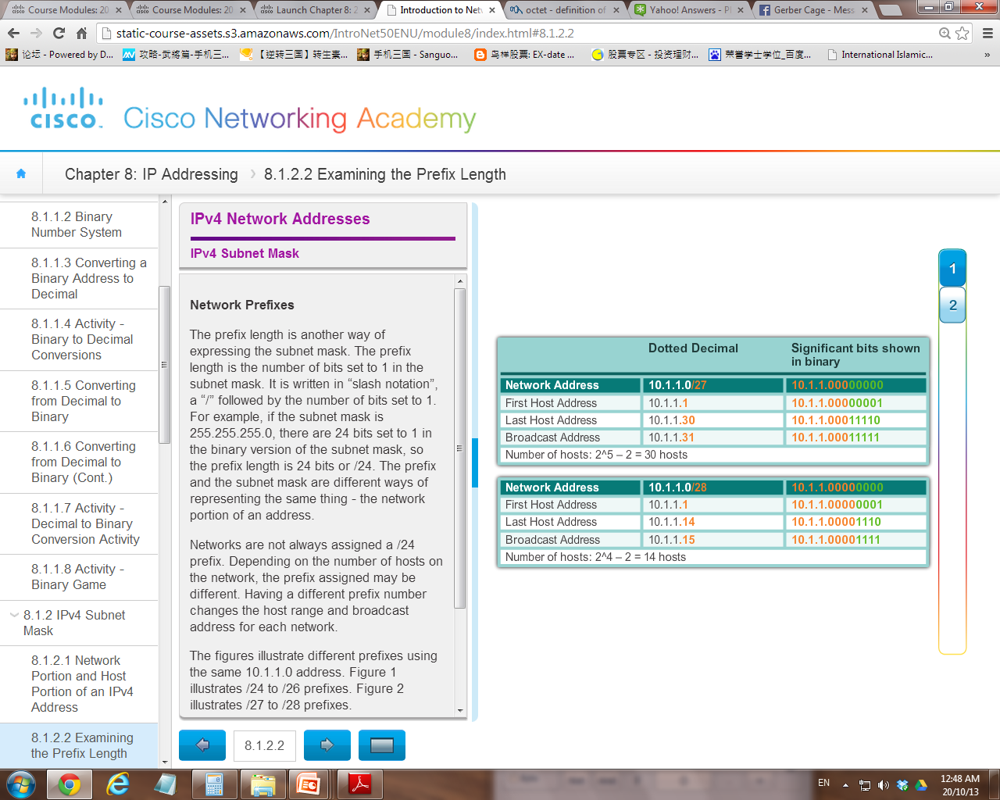 Course Modules: 20
Course Modules: 20
Launch Chapter 8: 2
Introduction to Net
octet - definition of
Yahoo! Answers - P
Gerber Cage - Mess
static-course-assets.s3.amazonaws.com/IntroNet50ENU/module8/index.html#8.1.2.2
论坛 - Powered by D...
攻略-武将篇-手机三...
【逆转三国】转生素...
手机三国 - Sanguo...
鸟样股票: EX-date ...
股票专区 - 投资理财...
荣誉学士学位_百度...
International Islamic...
»
CISCO
Cisco Networking Academy
Chapter 8: IP Addressing
8.1.2.2 Examining the Prefix Length
8.1.1.2 Binary
Number System
8.1.1.3 Converting a
Binary Address to
Decimal
8.1.1.4 Activity -
Binary to Decimal
Conversions
8.1.1.5 Converting
from Decimal to
Binary
8.1.1.6 Converting
from Decimal to
Binary (Cont.)
8.1.1.7 Activity -
Decimal to Binary
Conversion Activity
8.1.1.8 Activity -
Binary Game
8.1.2 IPv4 Subnet
Mask
8.1.2.1 Network
Portion and Host
Portion of an IPv4
Address
8.1.2.2 Examining
the Prefix Length
IPv4 Network Addresses
IPv4 Subnet Mask
Network Prefixes
The prefix length is another way of
expressing the subnet mask. The prefix
length is the number of bits set to 1 in the
subnet mask. It is written in “slash notation”,
a “/” followed by the number of bits set to 1.
For example, if the subnet mask is
255.255.255.0, there are 24 bits set to 1 in
the binary version of the subnet mask, so
the prefix length is 24 bits or /24. The prefix
and the subnet mask are different ways of
representing the same thing - the network
portion of an address.
Networks are not always assigned a /24
prefix. Depending on the number of hosts on
the network, the prefix assigned may be
different. Having a different prefix number
changes the host range and broadcast
address for each network.
The figures illustrate different prefixes using
the same 10.1.1.0 address. Figure 1
illustrates /24 to /26 prefixes. Figure 2
illustrates /27 to /28 prefixes.
8.1.2.2
1
2
Dotted Decimal Significant bits shown
in binary
Network Address 10.1.1.0/27 10.1.1.00000000
First Host Address 10.1.1.1 10.1.1.00000001
Last Host Address 10.1.1.30 10.1.1.00011110
Broadcast Address 10.1.1.31 10.1.1.00011111
Number of hosts: 2^5 – 2 = 30 hosts
Network Address 10.1.1.0/28 10.1.1.00000000
First Host Address 10.1.1.1 10.1.1.00000001
Last Host Address 10.1.1.14 10.1.1.00001110
Broadcast Address 10.1.1.15 10.1.1.00001111
Number of hosts: 2^4 – 2 = 14 hosts
EN
12:48 AM
20/10/13